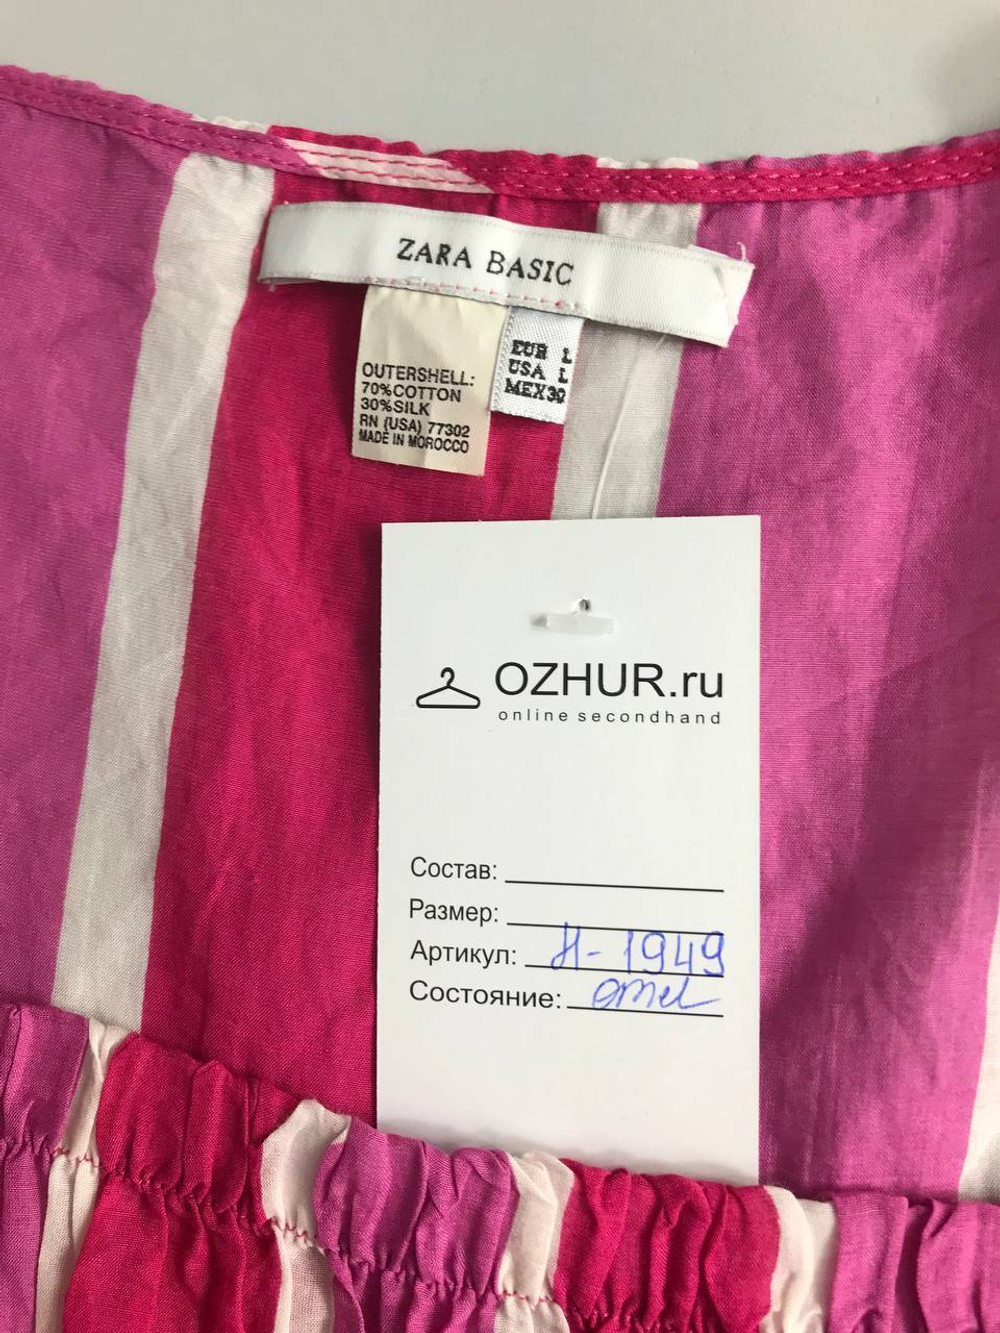 ZARA BASIC
OUTERSHELL:
70%COTTON
30%SILK
RN (USA) 77302
MADE IN MOROCCO
EUR L
USA L
MEX30
OZHUR.ru
online secondhand
Состав:
Размер:
Артикул: Н-1949
Состояние: отл